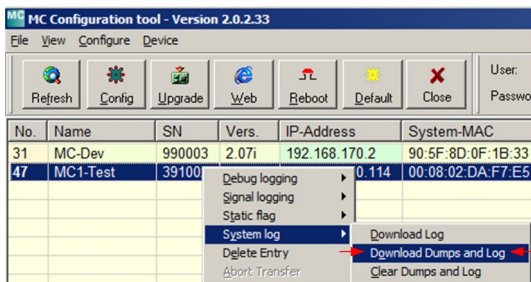 MC MC Configuration tool - Version 2.0.2.33
File View Configure Device
Refresh Config Upgrade Web Reboot Default Close
User:
Passwo
No. Name SN Vers. IP-Address System-MAC
31 MC-Dev 990003 2.07i 192.168.170.2 90:5F:8D:0F:1B:33
47 MC1-Test 39100 0.114 00:08:02:DA:F7:E5
Debug logging
Signal logging
Static flag
System log
Delete Entry
Abort Transfer
Download Log
Download Dumps and Log
Clear Dumps and Log